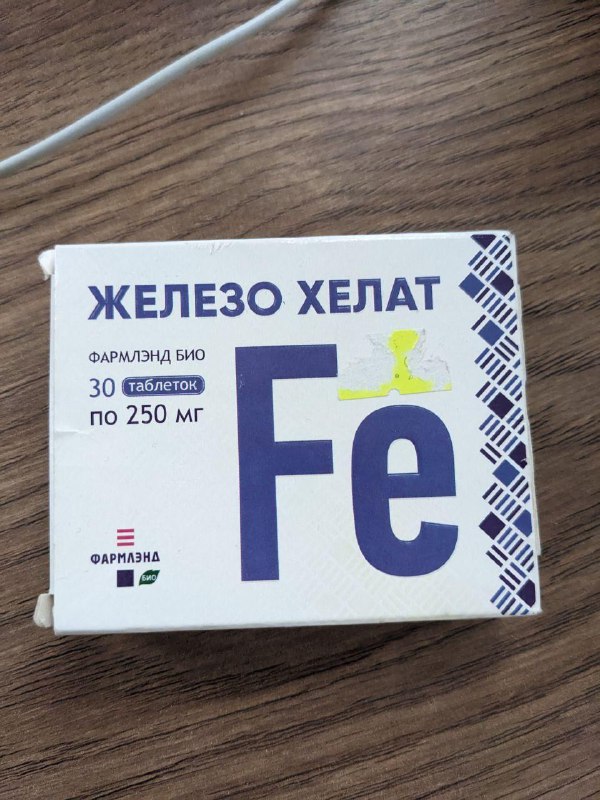 ЖЕЛЕЗО ХЕЛАТ
ФАРМЛЭНД БИО
30 таблеток
по 250 мг
Fe
ФАРМЛЭНД
БИО